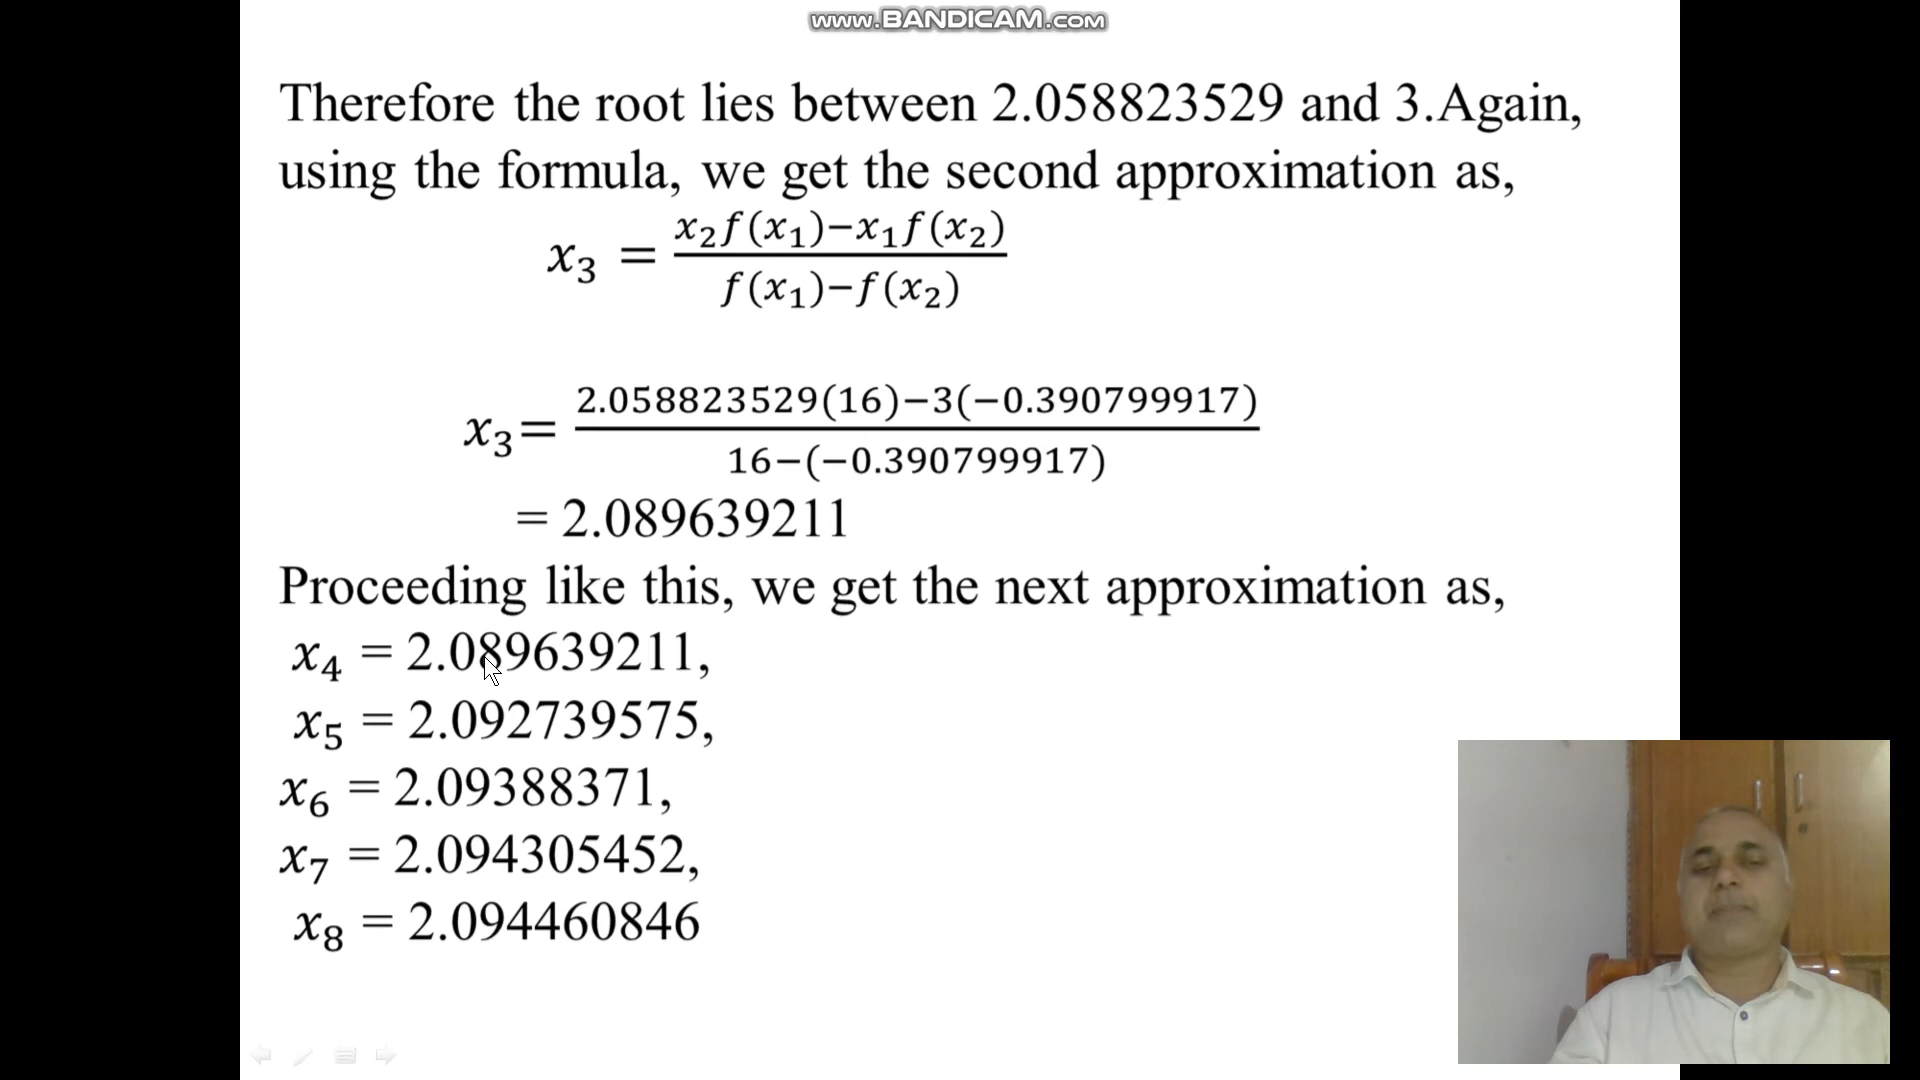 www.BANDICAM.com
Therefore the root lies between 2.058823529 and 3.Again,
using the formula, we get the second approximation as,
x₃ = (x₂f(x₁)−x₁f(x₂))/(f(x₁)−f(x₂))
x₃= (2.058823529(16)−3(−0.390799917))/(16−(−0.390799917))
= 2.089639211
Proceeding like this, we get the next approximation as,
x₄ = 2.089639211,
x₅ = 2.092739575,
x₆ = 2.09388371,
x₇ = 2.094305452,
x₈ = 2.094460846